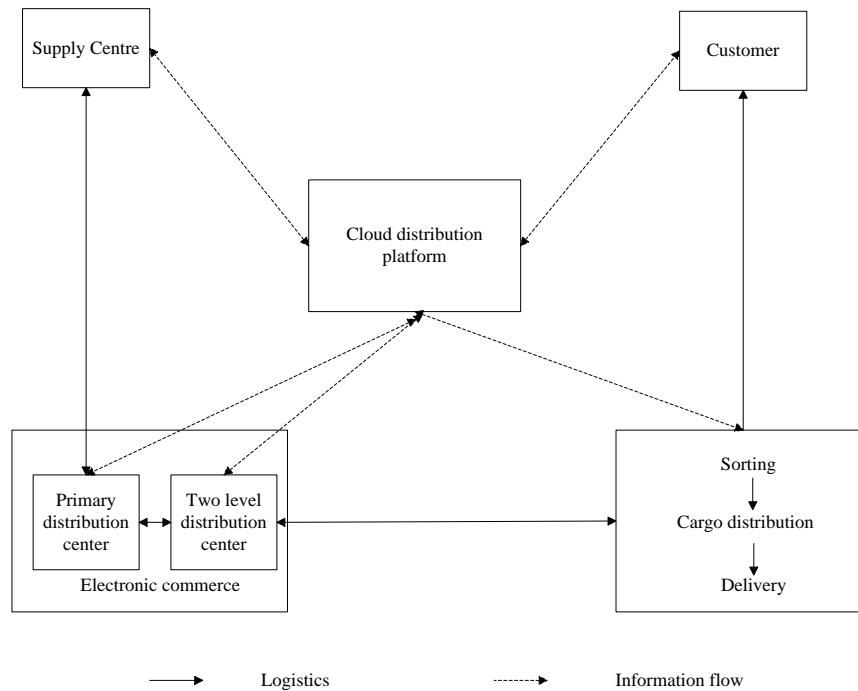 Supply Centre
Customer
Cloud distribution
platform
Primary
distribution
center
Two level
distribution
center
Electronic commerce
Sorting
Cargo distribution
Delivery
Logistics
Information flow